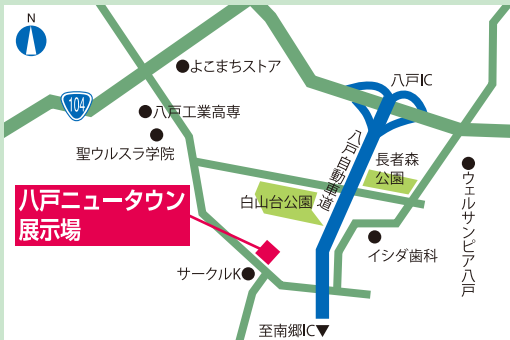 N
よこまちストア
八戸IC
104
八戸工業高専
聖ウルスラ学院
八戸自動車道
長者森
公園
ウェルサンピア八戸
八戸ニュータウン
展示場
白山台公園
イシダ歯科
サークルK
至南郷IC▼